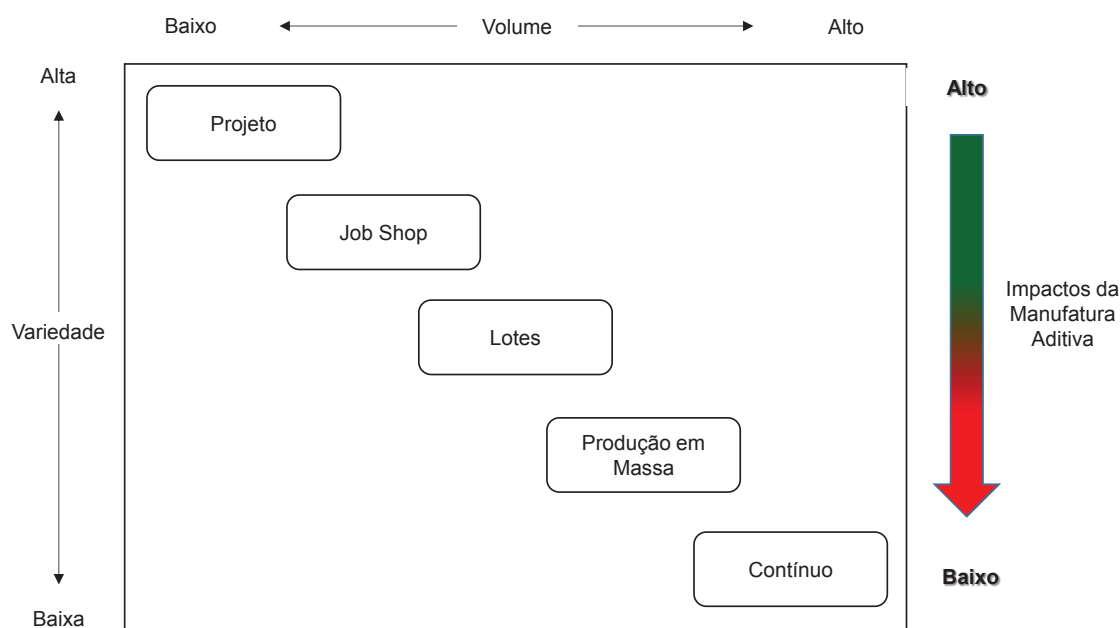 Baixo
Volume
Alto
Alta
Alto
Projeto
Job Shop
Impactos da
Manufatura
Aditiva
Variedade
Lotes
Produção em
Massa
Contínuo
Baixo
Baixa